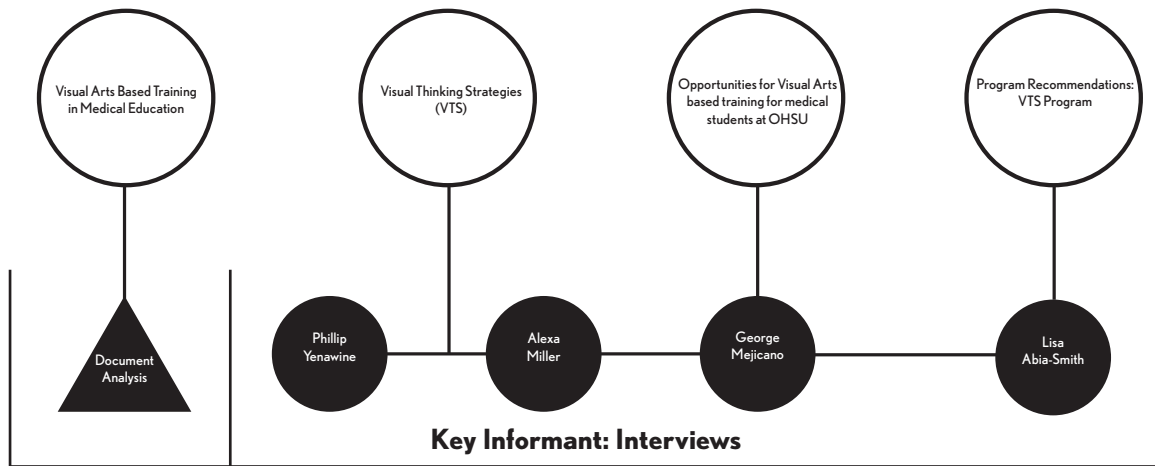 Visual Arts Based Training
in Medical Education
Visual Thinking Strategies
(VTS)
Opportunities for Visual Arts
based training for medical
students at OHSU
Program Recommendations:
VTS Program
Document
Analysis
Phillip
Yenawine
Alexa
Miller
George
Mejicano
Lisa
Abia-Smith
Key Informant: Interviews